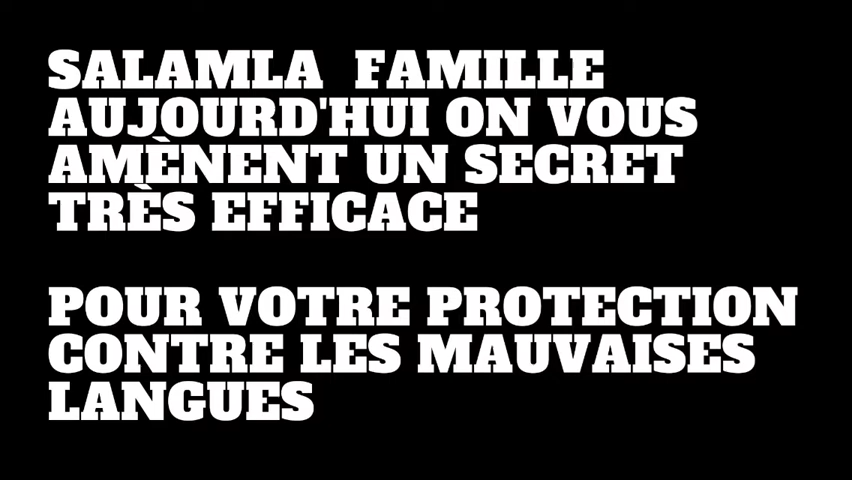 SALAMLA  FAMILLE
AUJOURD'HUI ON VOUS
AMÈNENT UN SECRET
TRÈS EFFICACE
POUR VOTRE PROTECTION
CONTRE LES MAUVAISES
LANGUES